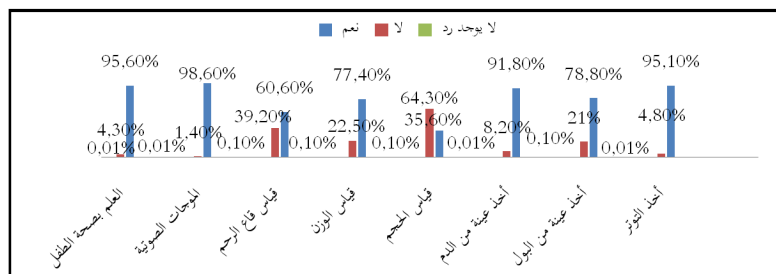 نعم لا لا يوجد رد
95,60% 98,60% 60,60% 77,40% 64,30% 91,80% 78,80% 95,10%
4,30% 1,40% 39,20% 22,50% 35,60% 8,20% 21% 4,80%
0,01% 0,01% 0,10% 0,10% 0,10% 0,01% 0,10% 0,01%
العلم بصحة الطفل
الموجات الصوتية
قياس قاع الرحم
قياس الوزن
قياس الحجم
أخذ عينة من الدم
أخذ عينة من البول
أخذ التوتر